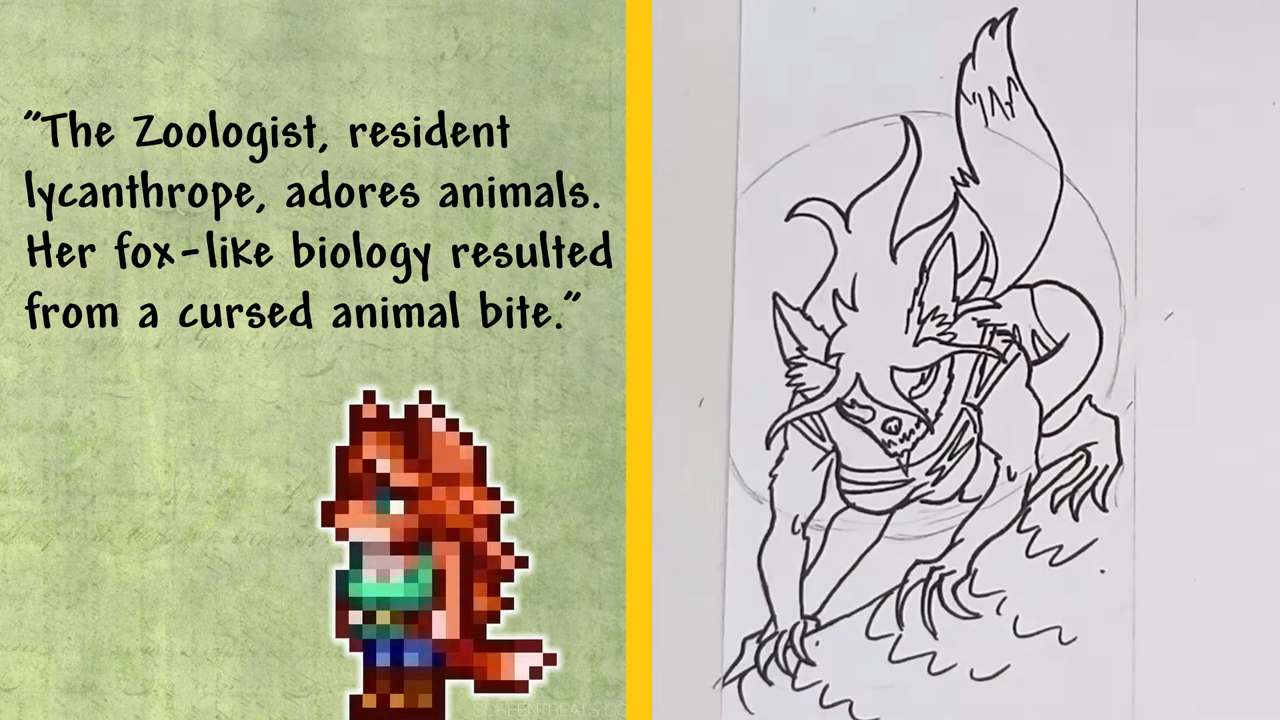 "The Zoologist, resident
lycanthrope, adores animals.
Her fox-like biology resulted
from a cursed animal bite."